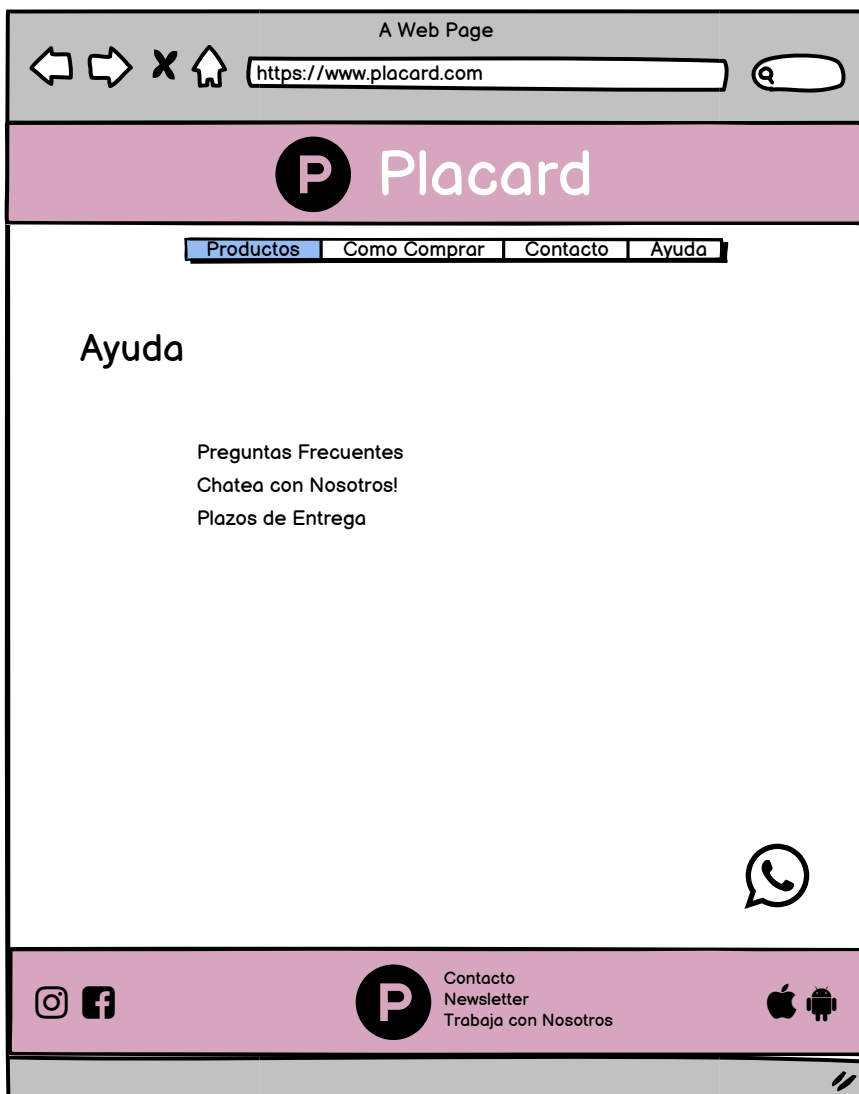 A Web Page
https://www.placard.com
P Placard
Productos Como Comprar Contacto Ayuda
Ayuda
Preguntas Frecuentes
Chatea con Nosotros!
Plazos de Entrega
P
Contacto
Newsletter
Trabaja con Nosotros